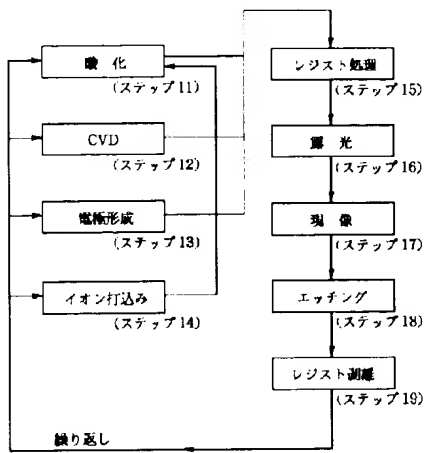 酸化
(ステップ11)
CVD
(ステップ12)
電極形成
(ステップ13)
イオン打込み
(ステップ14)
レジスト処理
(ステップ15)
露光
(ステップ16)
現像
(ステップ17)
エッチング
(ステップ18)
レジスト剥離
(ステップ19)
繰り返し